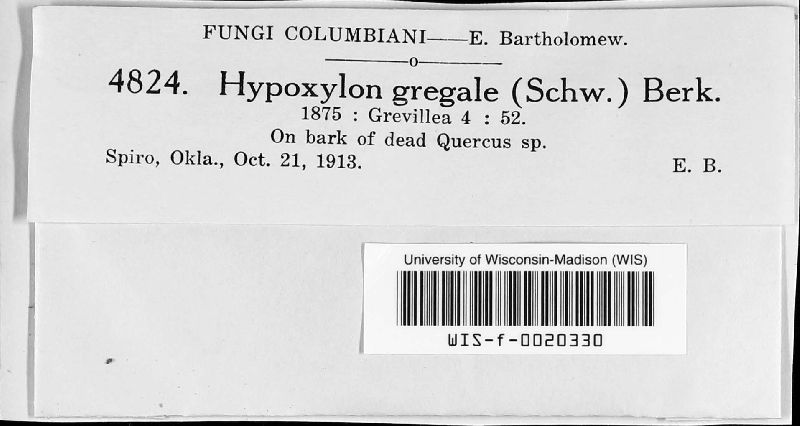 FUNGI COLUMBIANI——E. Bartholomew.
4824. Hypoxylon gregale (Schw.) Berk.
1875 : Grevillea 4 : 52.
On bark of dead Quercus sp.
Spiro, Okla., Oct. 21, 1913. E. B.
University of Wisconsin-Madison (WIS)
WIS-f-0020330